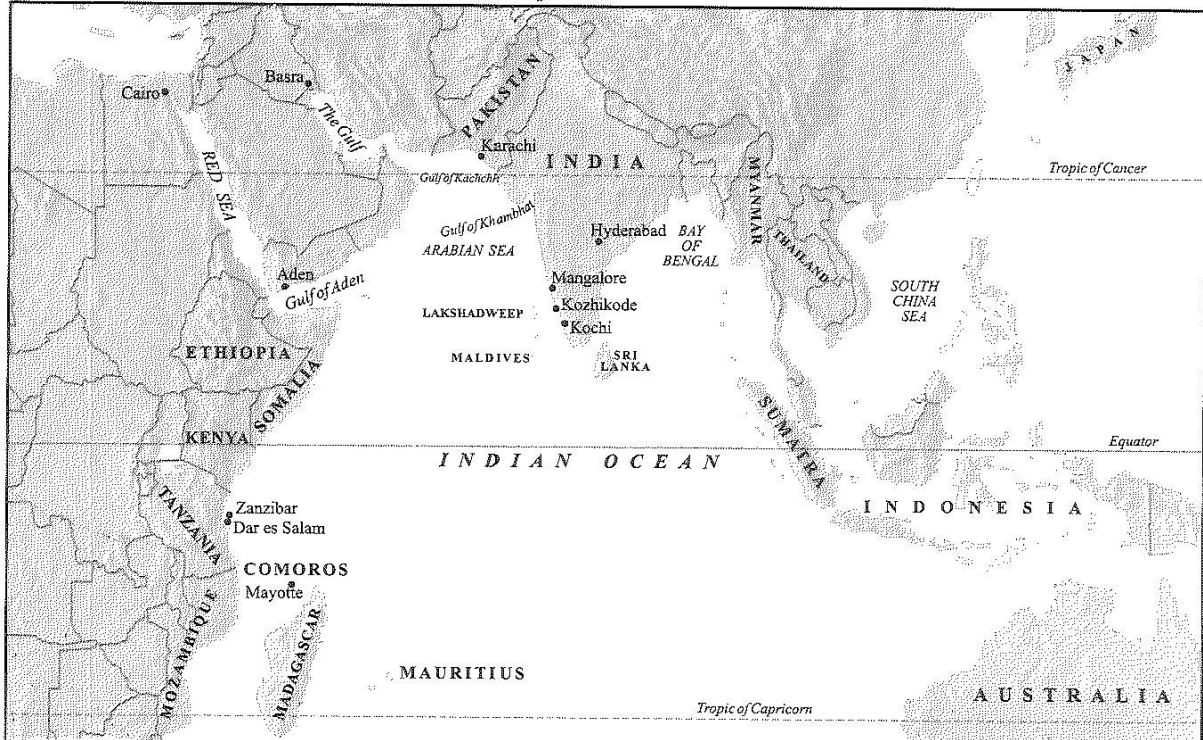 JAPAN
Basra
Cairo
The Gulf
PAKISTAN
Karachi
INDIA
RED SEA
Gulf of Kachchh
Tropic of Cancer
MYANMAR
Gulf of Khambhat
Hyderabad
BAY
OF
BENGAL
ARABIAN SEA
THAILAND
Aden
Gulf of Aden
Mangalore
SOUTH
CHINA
SEA
Kozhikode
LAKSHADWEEP
Kochi
ETHIOPIA
MALDIVES
SRI
LANKA
SOMALIA
SUMATRA
KENYA
Equator
INDIAN OCEAN
TANZANIA
Zanzibar
Dar es Salam
INDONESIA
COMOROS
Mayotte
MOZAMBIQUE
MADAGASCAR
MAURITIUS
Tropic of Capricorn
AUSTRALIA